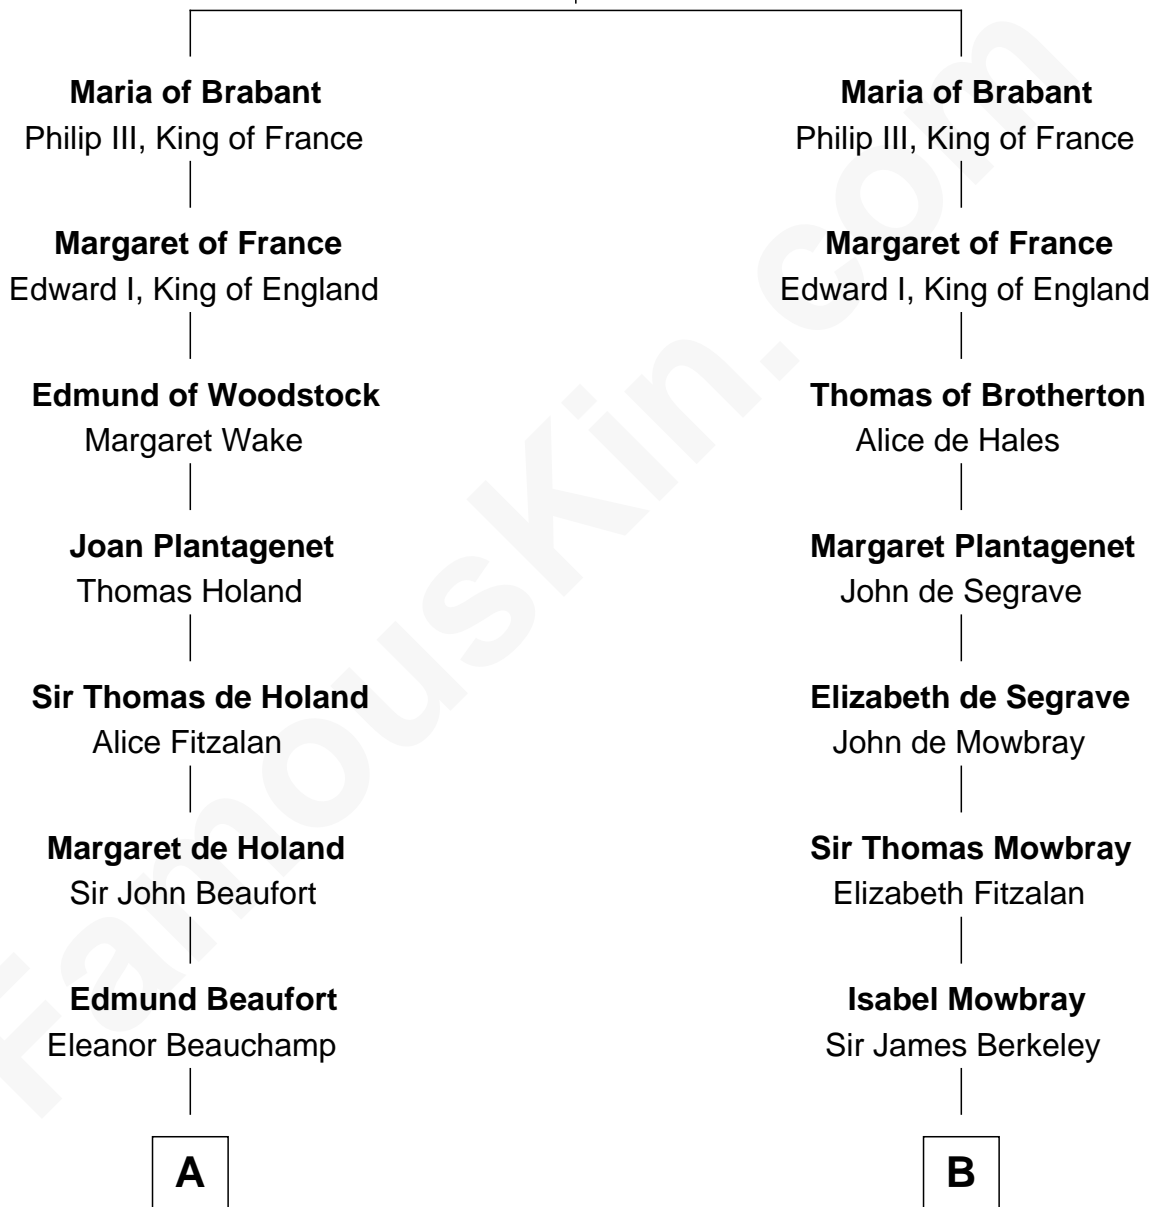 Maria of Brabant
Philip III, King of France
Margaret of France
Edward I, King of England
Edmund of Woodstock
Margaret Wake
Joan Plantagenet
Thomas Holand
Sir Thomas de Holand
Alice Fitzalan
Margaret de Holand
Sir John Beaufort
Edmund Beaufort
Eleanor Beauchamp
A
Maria of Brabant
Philip III, King of France
Margaret of France
Edward I, King of England
Thomas of Brotherton
Alice de Hales
Margaret Plantagenet
John de Segrave
Elizabeth de Segrave
John de Mowbray
Sir Thomas Mowbray
Elizabeth Fitzalan
Isabel Mowbray
Sir James Berkeley
B
FamousKin.com